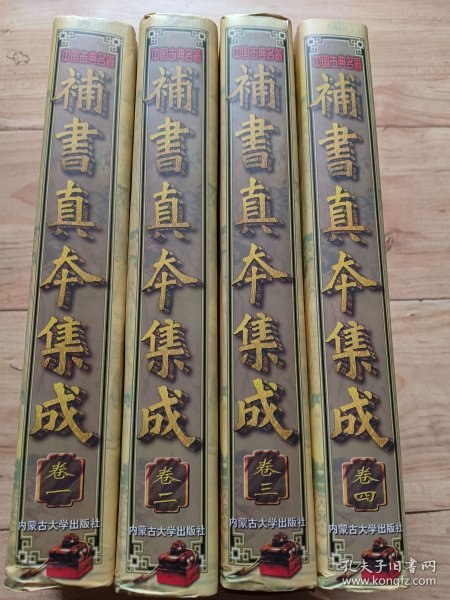 中国古典名著
補書真本集成
卷一
内蒙古大学出版社
中国古典名著
補書真本集成
卷二
内蒙古大学出版社
中国古典名著
補書真本集成
卷三
内蒙古大学出版社
中国古典名著
補書真本集成
卷四
内蒙古大学出版社
孔夫子旧书网
www.kongfz.com